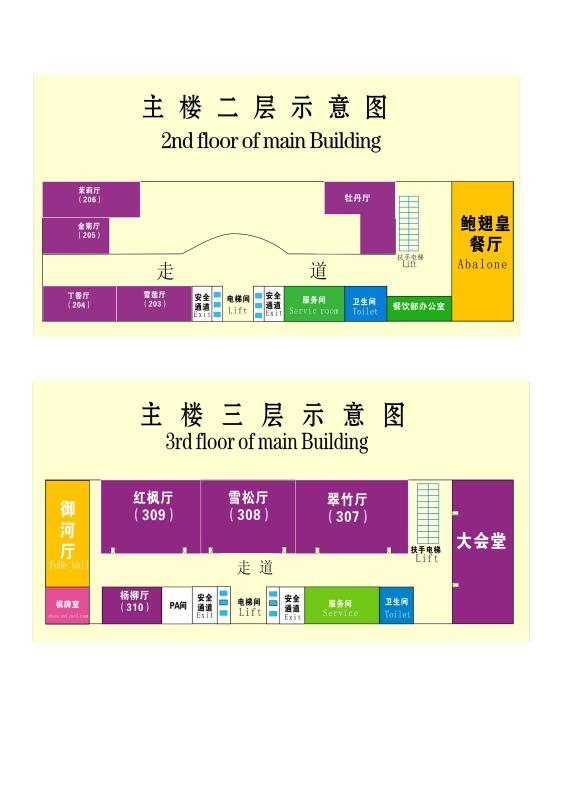 主楼二层示意图
2nd floor of main Building
茉莉厅
（206）
牡丹厅
金菊厅
（205）
鲍翅皇
餐厅
Abalone
扶手电梯
Lift
走道
丁香厅
（204）
雪莲厅
（203）
安全
通道
Exit
电梯间
Lift
安全
通道
Exit
服务间
Servic room
卫生间
Toilet
餐饮部办公室
主楼三层示意图
3rd floor of main Building
御
河
厅
YuHe hall
红枫厅
（309）
雪松厅
（308）
翠竹厅
（307）
扶手电梯
Lift
大会堂
走道
棋牌室
chess and card room
杨柳厅
（310）
PA间
安全
通道
Exit
电梯间
Lift
安全
通道
Exit
服务间
Service
卫生间
Toilet